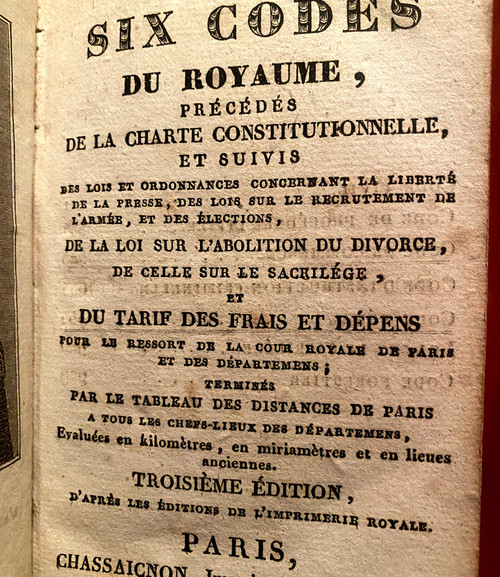 SIX CODES
DU ROYAUME,
PRÉCÉDÉS
DE LA CHARTE CONSTITUTIONNELLE,
ET SUIVIS
DES LOIS ET ORDONNANCES CONCERNANT LA LIBERTÉ
DE LA PRESSE, DES LOIS SUR LE RECRUTEMENT DE
L'ARMÉE, ET DES ÉLECTIONS,
DE LA LOI SUR L'ABOLITION DU DIVORCE,
DE CELLE SUR LE SACRILÉGE,
ET
DU TARIF DES FRAIS ET DÉPENS
POUR LE RESSORT DE LA COUR ROYALE DE PARIS
ET DES DÉPARTEMENS;
TERMINÉS
PAR LE TABLEAU DES DISTANCES DE PARIS
A TOUS LES CHEFS-LIEUX DES DÉPARTEMENS,
Evaluées en kilomètres, en miriamètres et en lieues
anciennes.
TROISIÈME ÉDITION,
D'APRÈS LES ÉDITIONS DE L'IMPRIMERIE ROYALE.
PARIS,
CHASSAIGNON